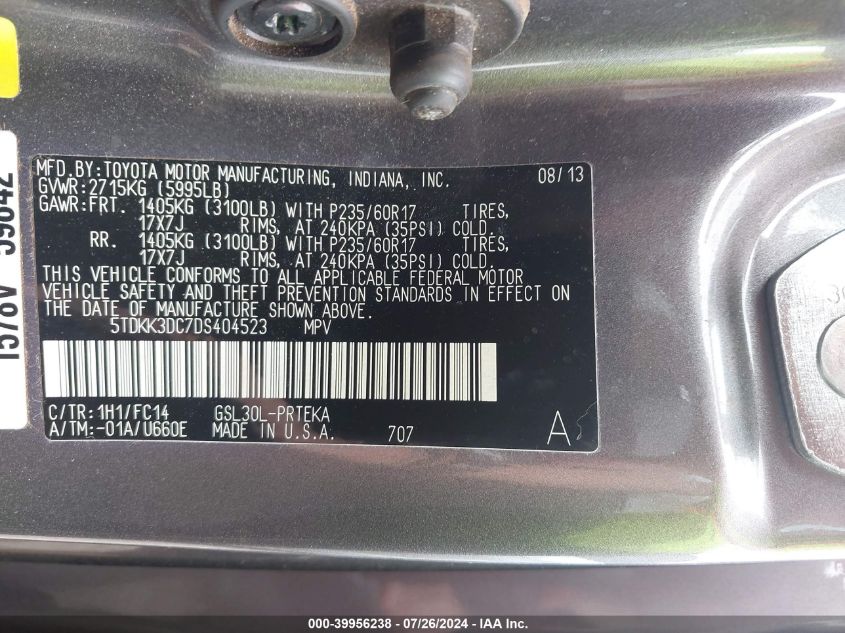 MFD.BY:TOYOTA MOTOR MANUFACTURING, INDIANA, INC. 08/13
GVWR:2715KG (5995LB)
GAWR:FRT. 1405KG (3100LB) WITH P235/60R17 TIRES,
17X7J RIMS, AT 240KPA (35PSI) COLD.
RR. 1405KG (3100LB) WITH P235/60R17 TIRES,
17X7J RIMS, AT 240KPA (35PSI) COLD.
THIS VEHICLE CONFORMS TO ALL APPLICABLE FEDERAL MOTOR
VEHICLE SAFETY AND THEFT PREVENTION STANDARDS IN EFFECT ON
THE DATE OF MANUFACTURE SHOWN ABOVE.
5TDKK3DC7DS404523 MPV
C/TR:1H1/FC14 GSL30L-PRTEKA
A/TM:-01A/U660E MADE IN U.S.A. 707 A
000-39956238 - 07/26/2024 - IAA Inc.